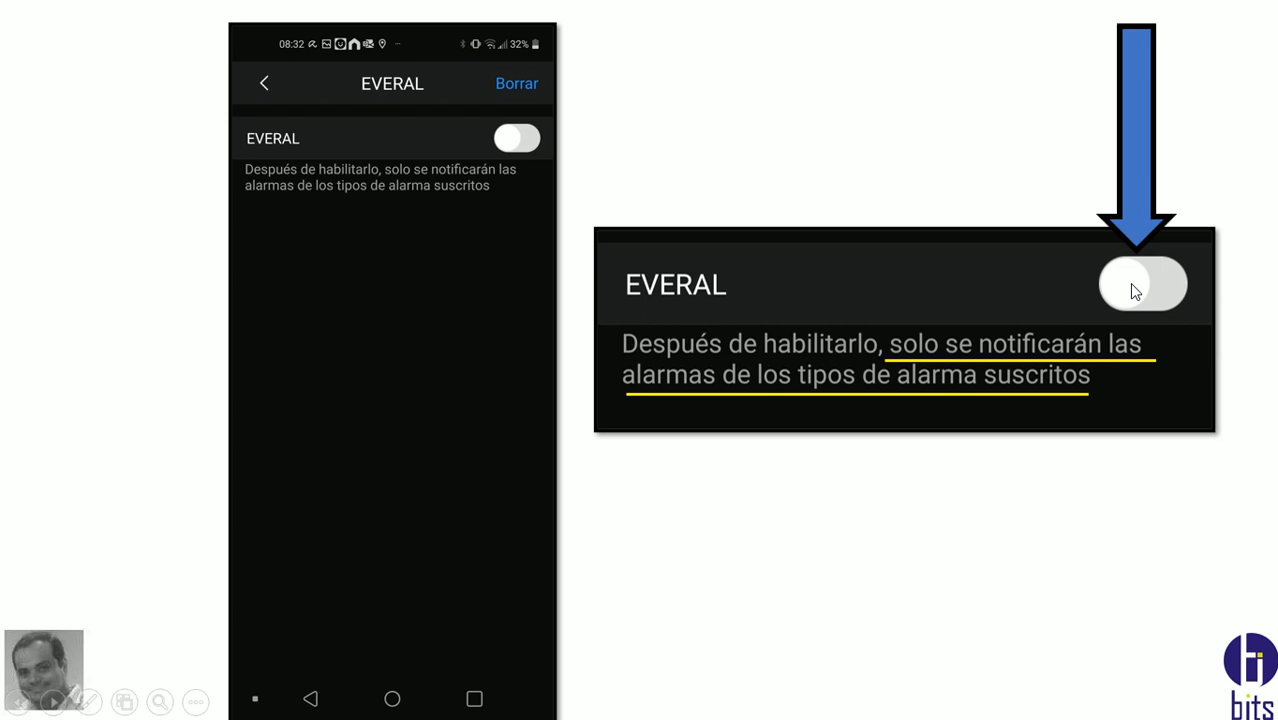 08:32
32%
EVERAL
Borrar
EVERAL
Después de habilitarlo, solo se notificarán las
alarmas de los tipos de alarma suscritos
EVERAL
Después de habilitarlo, solo se notificarán las
alarmas de los tipos de alarma suscritos
bits